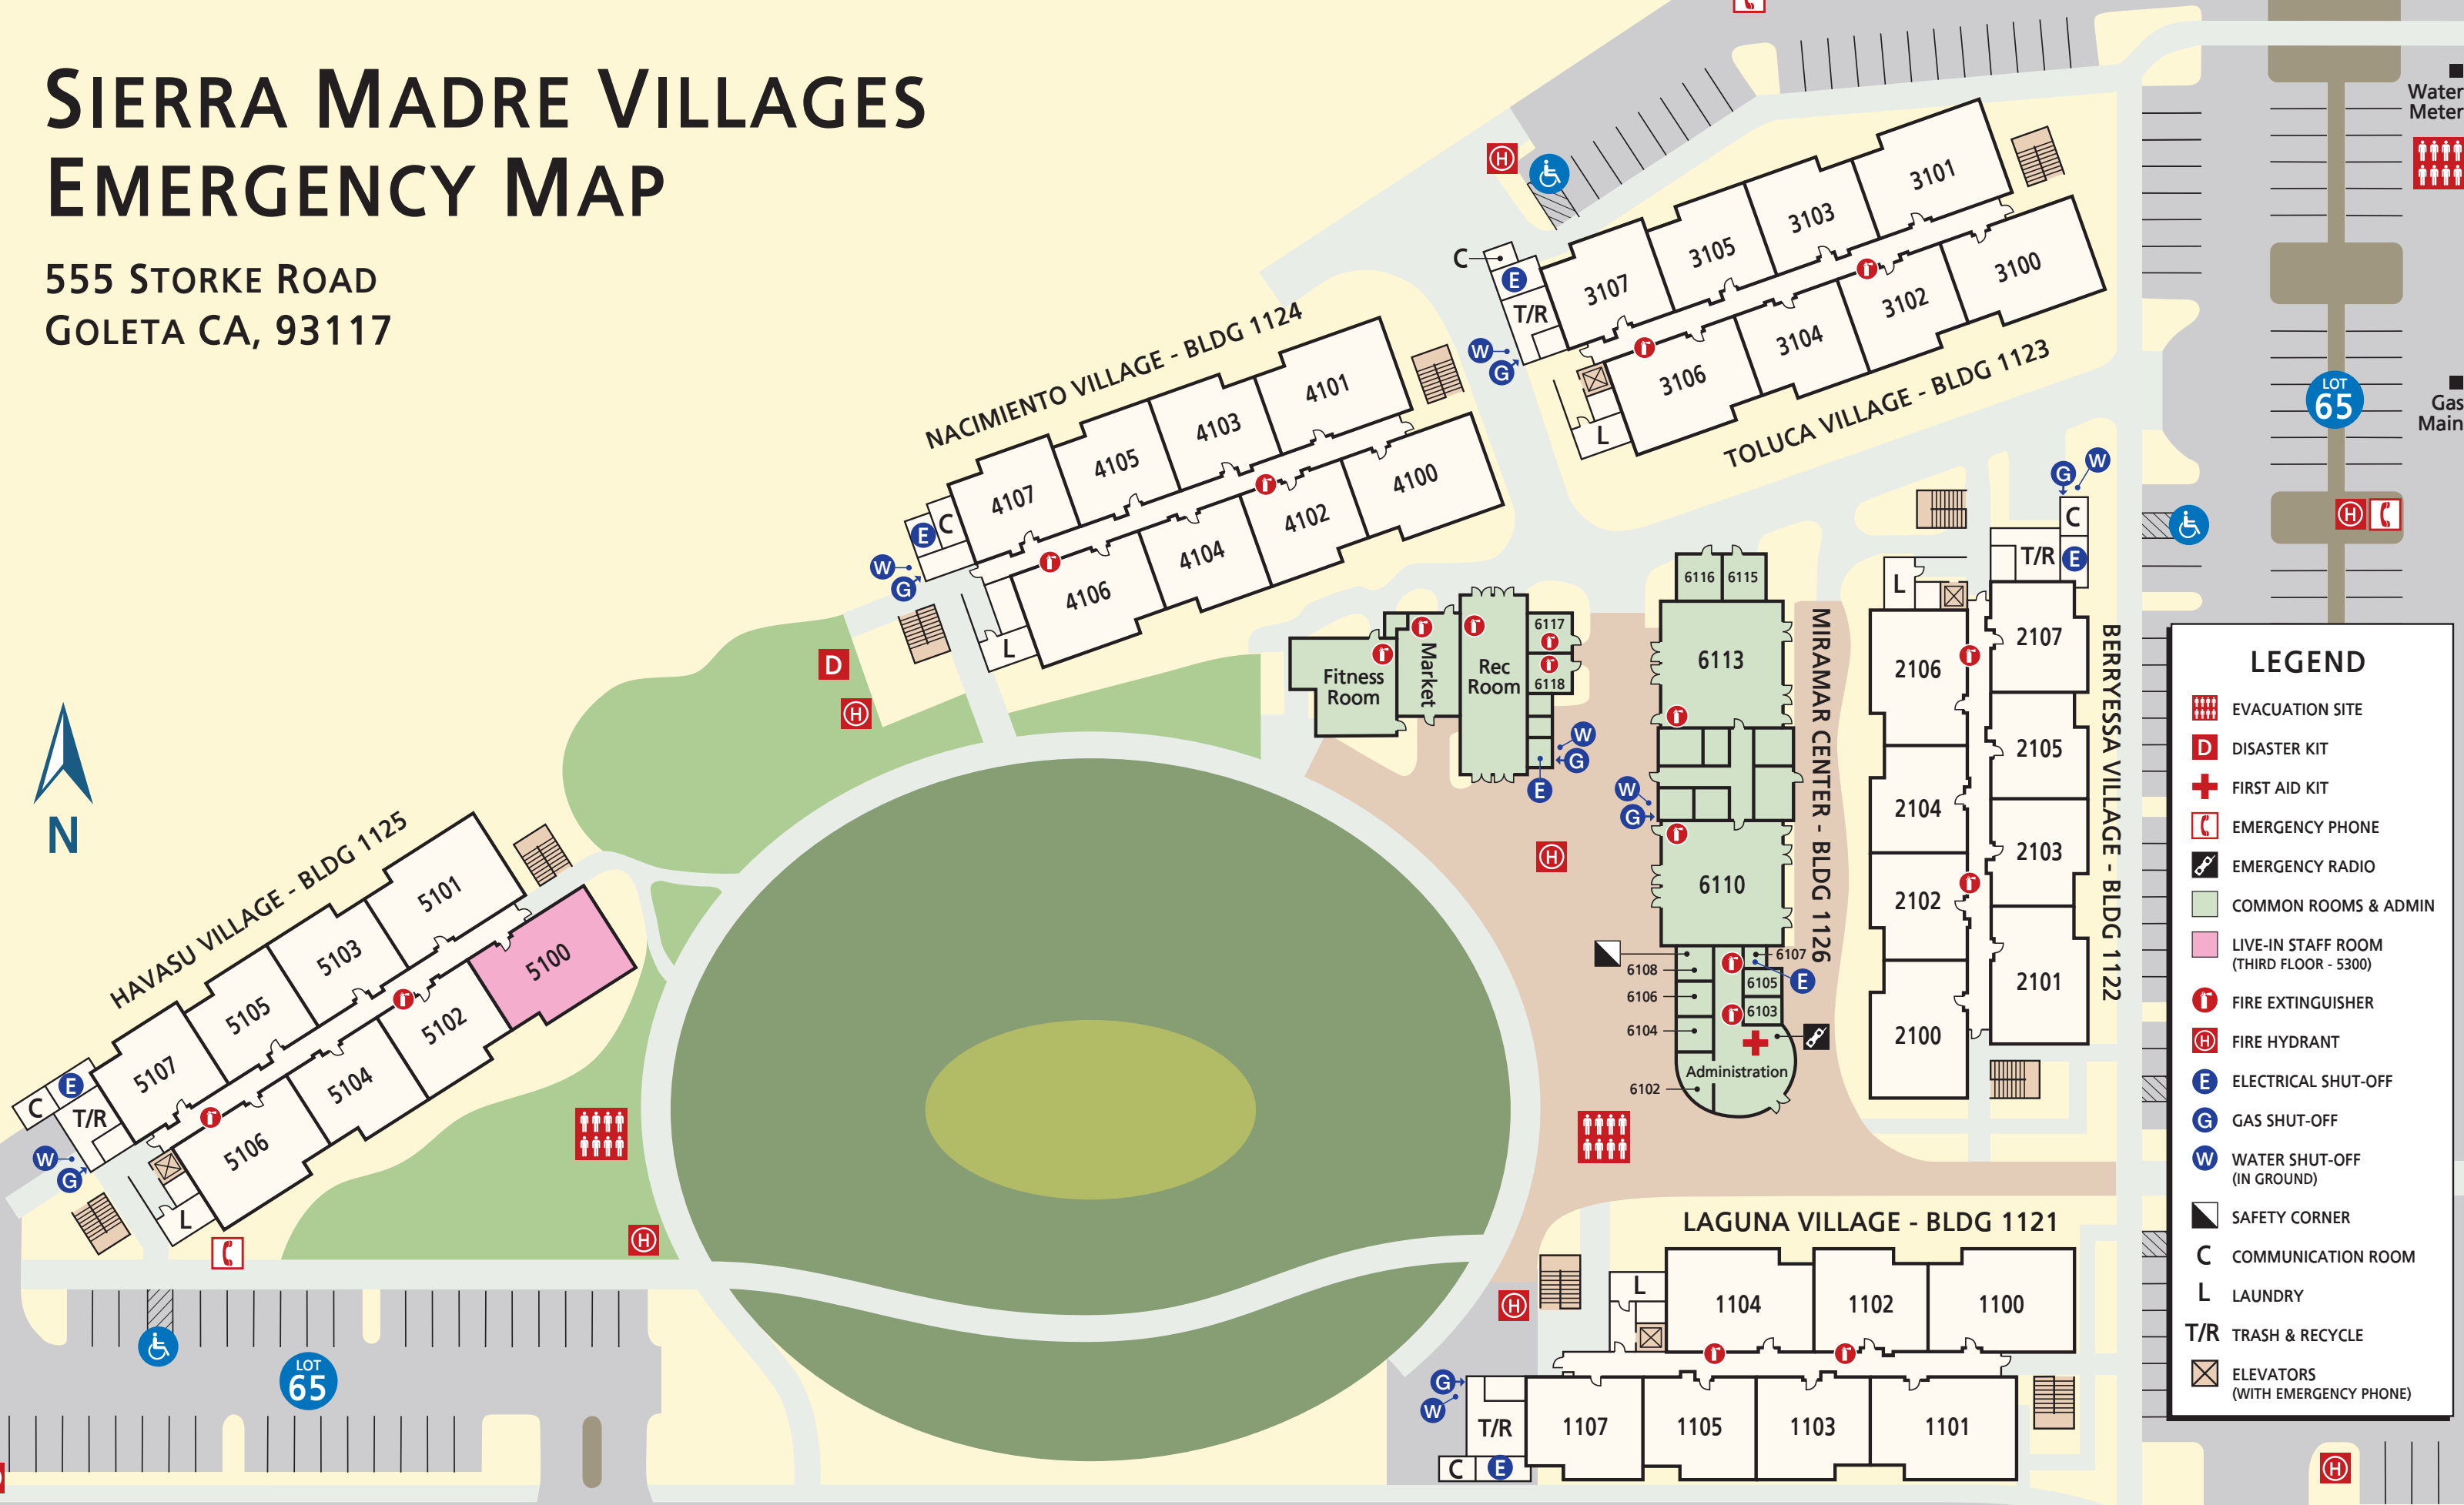 SIERRA MADRE VILLAGES
EMERGENCY MAP
555 STORKE ROAD
GOLETA CA, 93117
N
Water
Meter
Gas
Main
LOT
65
H
H
TOLUCA VILLAGE - BLDG 1123
3101
3103
3105
3107
3100
3102
3104
3106
C
E
T/R
W
G
L
NACIMIENTO VILLAGE - BLDG 1124
4101
4103
4105
4107
4100
4102
4104
4106
C
E
W
G
L
D
H
HAVASU VILLAGE - BLDG 1125
5101
5103
5105
5107
5100
5102
5104
5106
E
C
T/R
W
G
L
H
LOT
65
Fitness
Room
Market
Rec
Room
6117
6118
W
G
E
H
MIRAMAR CENTER - BLDG 1126
6116
6115
6113
W
G
6110
6107
6108
E
6105
6106
6103
6104
Administration
6102
BERRYESSA VILLAGE - BLDG 1122
G
W
C
T/R
E
L
2107
2106
2105
2104
2103
2102
2101
2100
LAGUNA VILLAGE - BLDG 1121
L
1104
1102
1100
H
G
W
T/R
1107
1105
1103
1101
C
E
H
LEGEND
EVACUATION SITE
D DISASTER KIT
FIRST AID KIT
EMERGENCY PHONE
EMERGENCY RADIO
COMMON ROOMS & ADMIN
LIVE-IN STAFF ROOM
(THIRD FLOOR - 5300)
FIRE EXTINGUISHER
H FIRE HYDRANT
E ELECTRICAL SHUT-OFF
G GAS SHUT-OFF
W WATER SHUT-OFF
(IN GROUND)
SAFETY CORNER
C COMMUNICATION ROOM
L LAUNDRY
T/R TRASH & RECYCLE
ELEVATORS
(WITH EMERGENCY PHONE)